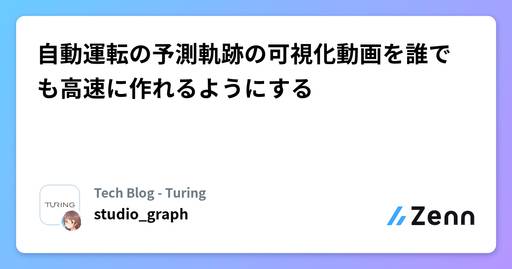 自動運転の予測軌跡の可視化動画を誰で
も高速に作れるようにする
TURING
Tech Blog - Turing
studio_graph
Zenn